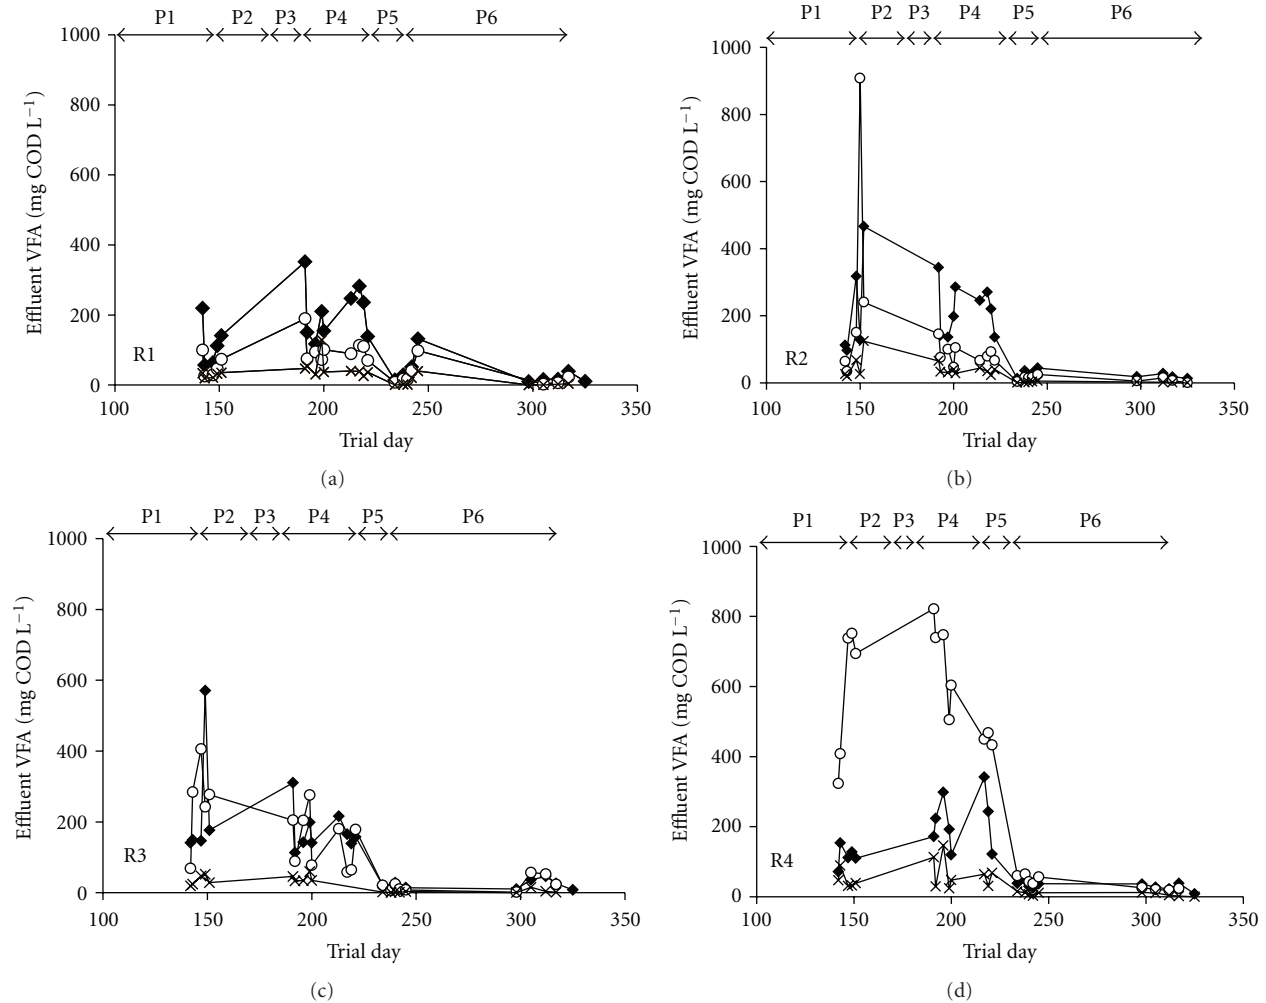 P1 P2 P3 P4 P5 P6
1000
800
600
400
200
0
Effluent VFA (mg COD L−1)
R1
100 150 200 250 300 350
Trial day
(a)
P1 P2 P3 P4 P5 P6
1000
800
600
400
200
0
Effluent VFA (mg COD L−1)
R2
100 150 200 250 300 350
Trial day
(b)
P1 P2 P3 P4 P5 P6
1000
800
600
400
200
0
Effluent VFA (mg COD L−1)
R3
100 150 200 250 300 350
Trial day
(c)
P1 P2 P3 P4 P5 P6
1000
800
600
400
200
0
Effluent VFA (mg COD L−1)
R4
100 150 200 250 300 350
Trial day
(d)